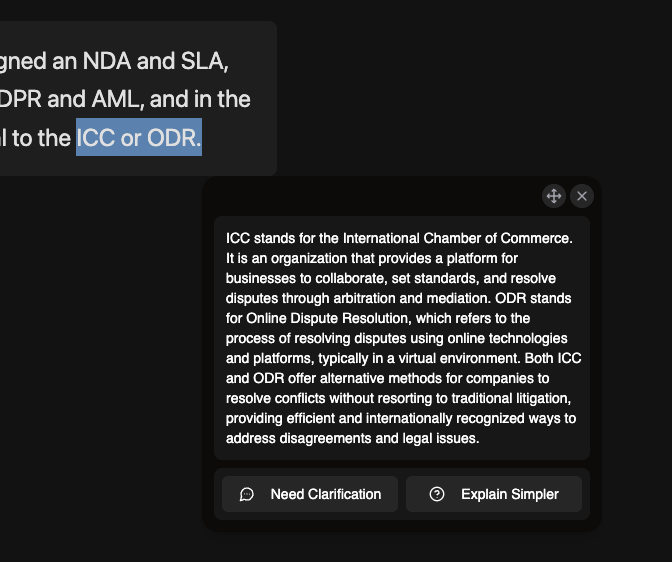 gned an NDA and SLA,
DPR and AML, and in the
l to the ICC or ODR.
ICC stands for the International Chamber of Commerce.
It is an organization that provides a platform for
businesses to collaborate, set standards, and resolve
disputes through arbitration and mediation. ODR stands
for Online Dispute Resolution, which refers to the
process of resolving disputes using online technologies
and platforms, typically in a virtual environment. Both ICC
and ODR offer alternative methods for companies to
resolve conflicts without resorting to traditional litigation,
providing efficient and internationally recognized ways to
address disagreements and legal issues.
Need Clarification
Explain Simpler